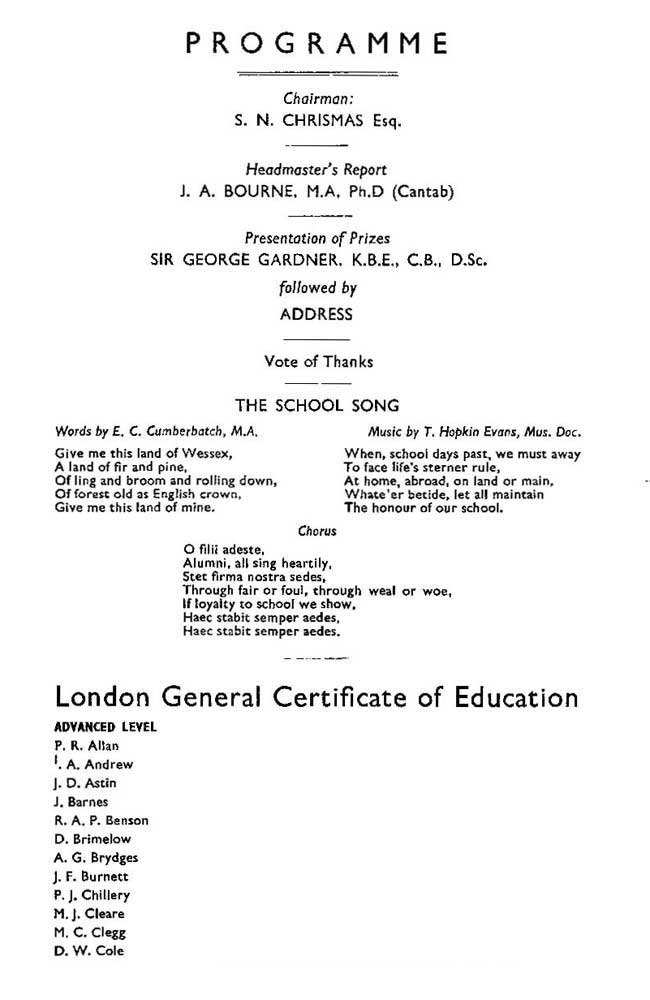 PROGRAMME
Chairman:
S. N. CHRISMAS Esq.
Headmaster's Report
J. A. BOURNE, M.A, Ph.D (Cantab)
Presentation of Prizes
SIR GEORGE GARDNER, K.B.E., C.B., D.Sc.
followed by
ADDRESS
Vote of Thanks
THE SCHOOL SONG
Words by E. C. Cumberbatch, M.A.
Music by T. Hopkin Evans, Mus. Doc.
Give me this land of Wessex,
A land of fir and pine,
Of ling and broom and rolling down,
Of forest old as English crown,
Give me this land of mine.
When, school days past, we must away
To face life's sterner rule,
At home, abroad, on land or main,
Whate'er betide, let all maintain
The honour of our school.
Chorus
O filii adeste,
Alumni, all sing heartily,
Stet firma nostra sedes,
Through fair or foul, through weal or woe,
If loyalty to school we show,
Haec stabit semper aedes,
Haec stabit semper aedes.
London General Certificate of Education
ADVANCED LEVEL
P. R. Allan
A. Andrew
J. D. Astin
J. Barnes
R. A. P. Benson
D. Brimelow
A. G. Brydges
J. F. Burnett
P. J. Chillery
M. J. Cleare
M. C. Clegg
D. W. Cole